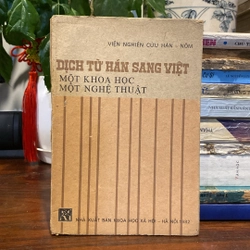 VIỆN NGHIÊN CỨU HÁN - NÔM
DỊCH TỪ HÁN SANG VIỆT
MỘT KHOA HỌC
MỘT NGHỆ THUẬT
NHÀ XUẤT BẢN KHOA HỌC XÃ HỘI - HÀ NỘI 1982